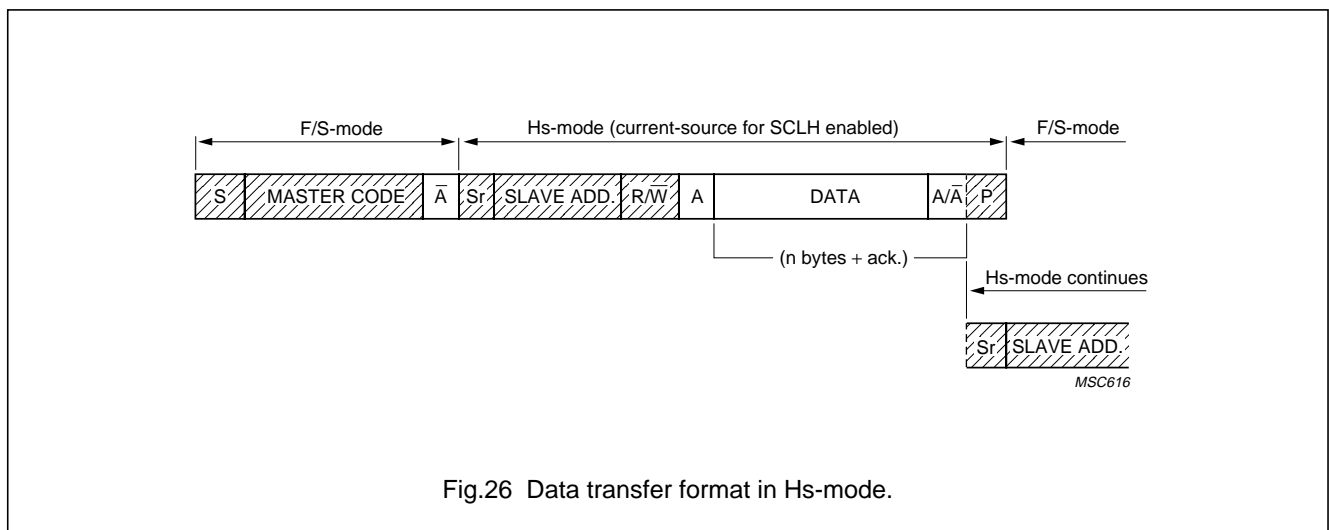 F/S-mode Hs-mode (current-source for SCLH enabled) F/S-mode
S MASTER CODE A̅ Sr SLAVE ADD. R/W̅ A DATA A/A̅ P
(n bytes + ack.)
Hs-mode continues
Sr SLAVE ADD.
MSC616
Fig.26 Data transfer format in Hs-mode.